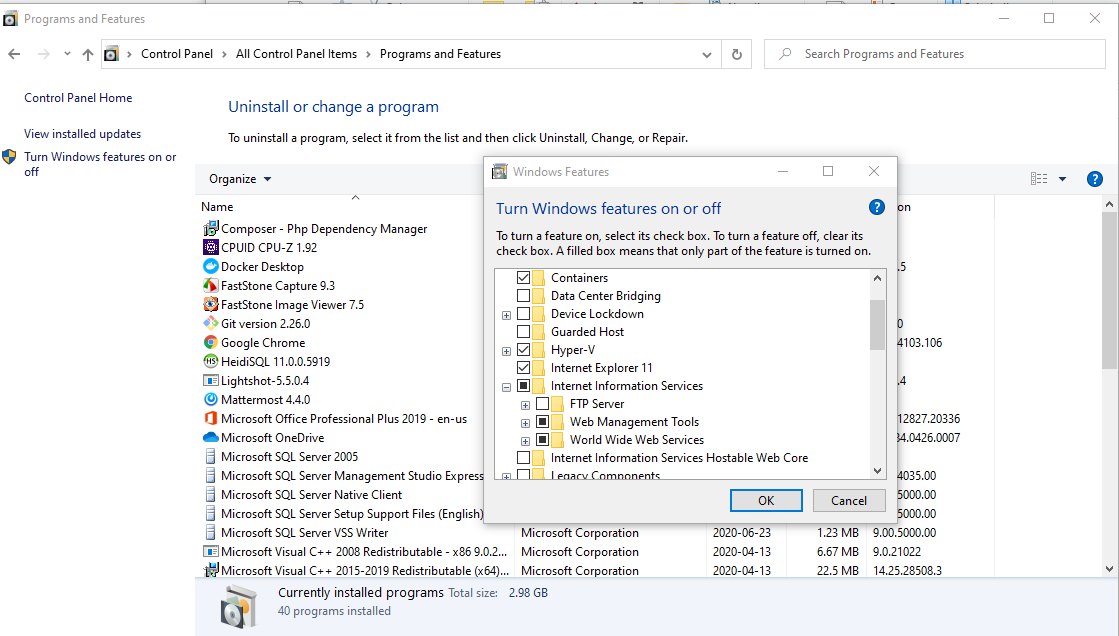 Programs and Features
Control Panel > All Control Panel Items > Programs and Features
Search Programs and Features
Control Panel Home
View installed updates
Turn Windows features on or
off
Uninstall or change a program
To uninstall a program, select it from the list and then click Uninstall, Change, or Repair.
Organize
Name
on
Composer - Php Dependency Manager
CPUID CPU-Z 1.92
Docker Desktop
.5
FastStone Capture 9.3
FastStone Image Viewer 7.5
Git version 2.26.0
0
Google Chrome
4103.106
HeidiSQL 11.0.0.5919
Lightshot-5.5.0.4
.4
Mattermost 4.4.0
Microsoft Office Professional Plus 2019 - en-us
12827.20336
Microsoft OneDrive
84.0426.0007
Microsoft SQL Server 2005
Microsoft SQL Server Management Studio Express
4035.00
Microsoft SQL Server Native Client
5000.00
Microsoft SQL Server Setup Support Files (English)
5000.00
Microsoft SQL Server VSS Writer Microsoft Corporation 2020-06-23 1.23 MB 9.00.5000.00
Microsoft Visual C++ 2008 Redistributable - x86 9.0.2... Microsoft Corporation 2020-04-13 6.67 MB 9.0.21022
Microsoft Visual C++ 2015-2019 Redistributable (x64)... Microsoft Corporation 2020-04-13 22.5 MB 14.25.28508.3
Currently installed programs Total size: 2.98 GB
40 programs installed
Windows Features
Turn Windows features on or off
To turn a feature on, select its check box. To turn a feature off, clear its
check box. A filled box means that only part of the feature is turned on.
Containers
Data Center Bridging
Device Lockdown
Guarded Host
Hyper-V
Internet Explorer 11
Internet Information Services
FTP Server
Web Management Tools
World Wide Web Services
Internet Information Services Hostable Web Core
Legacy Components
OK
Cancel